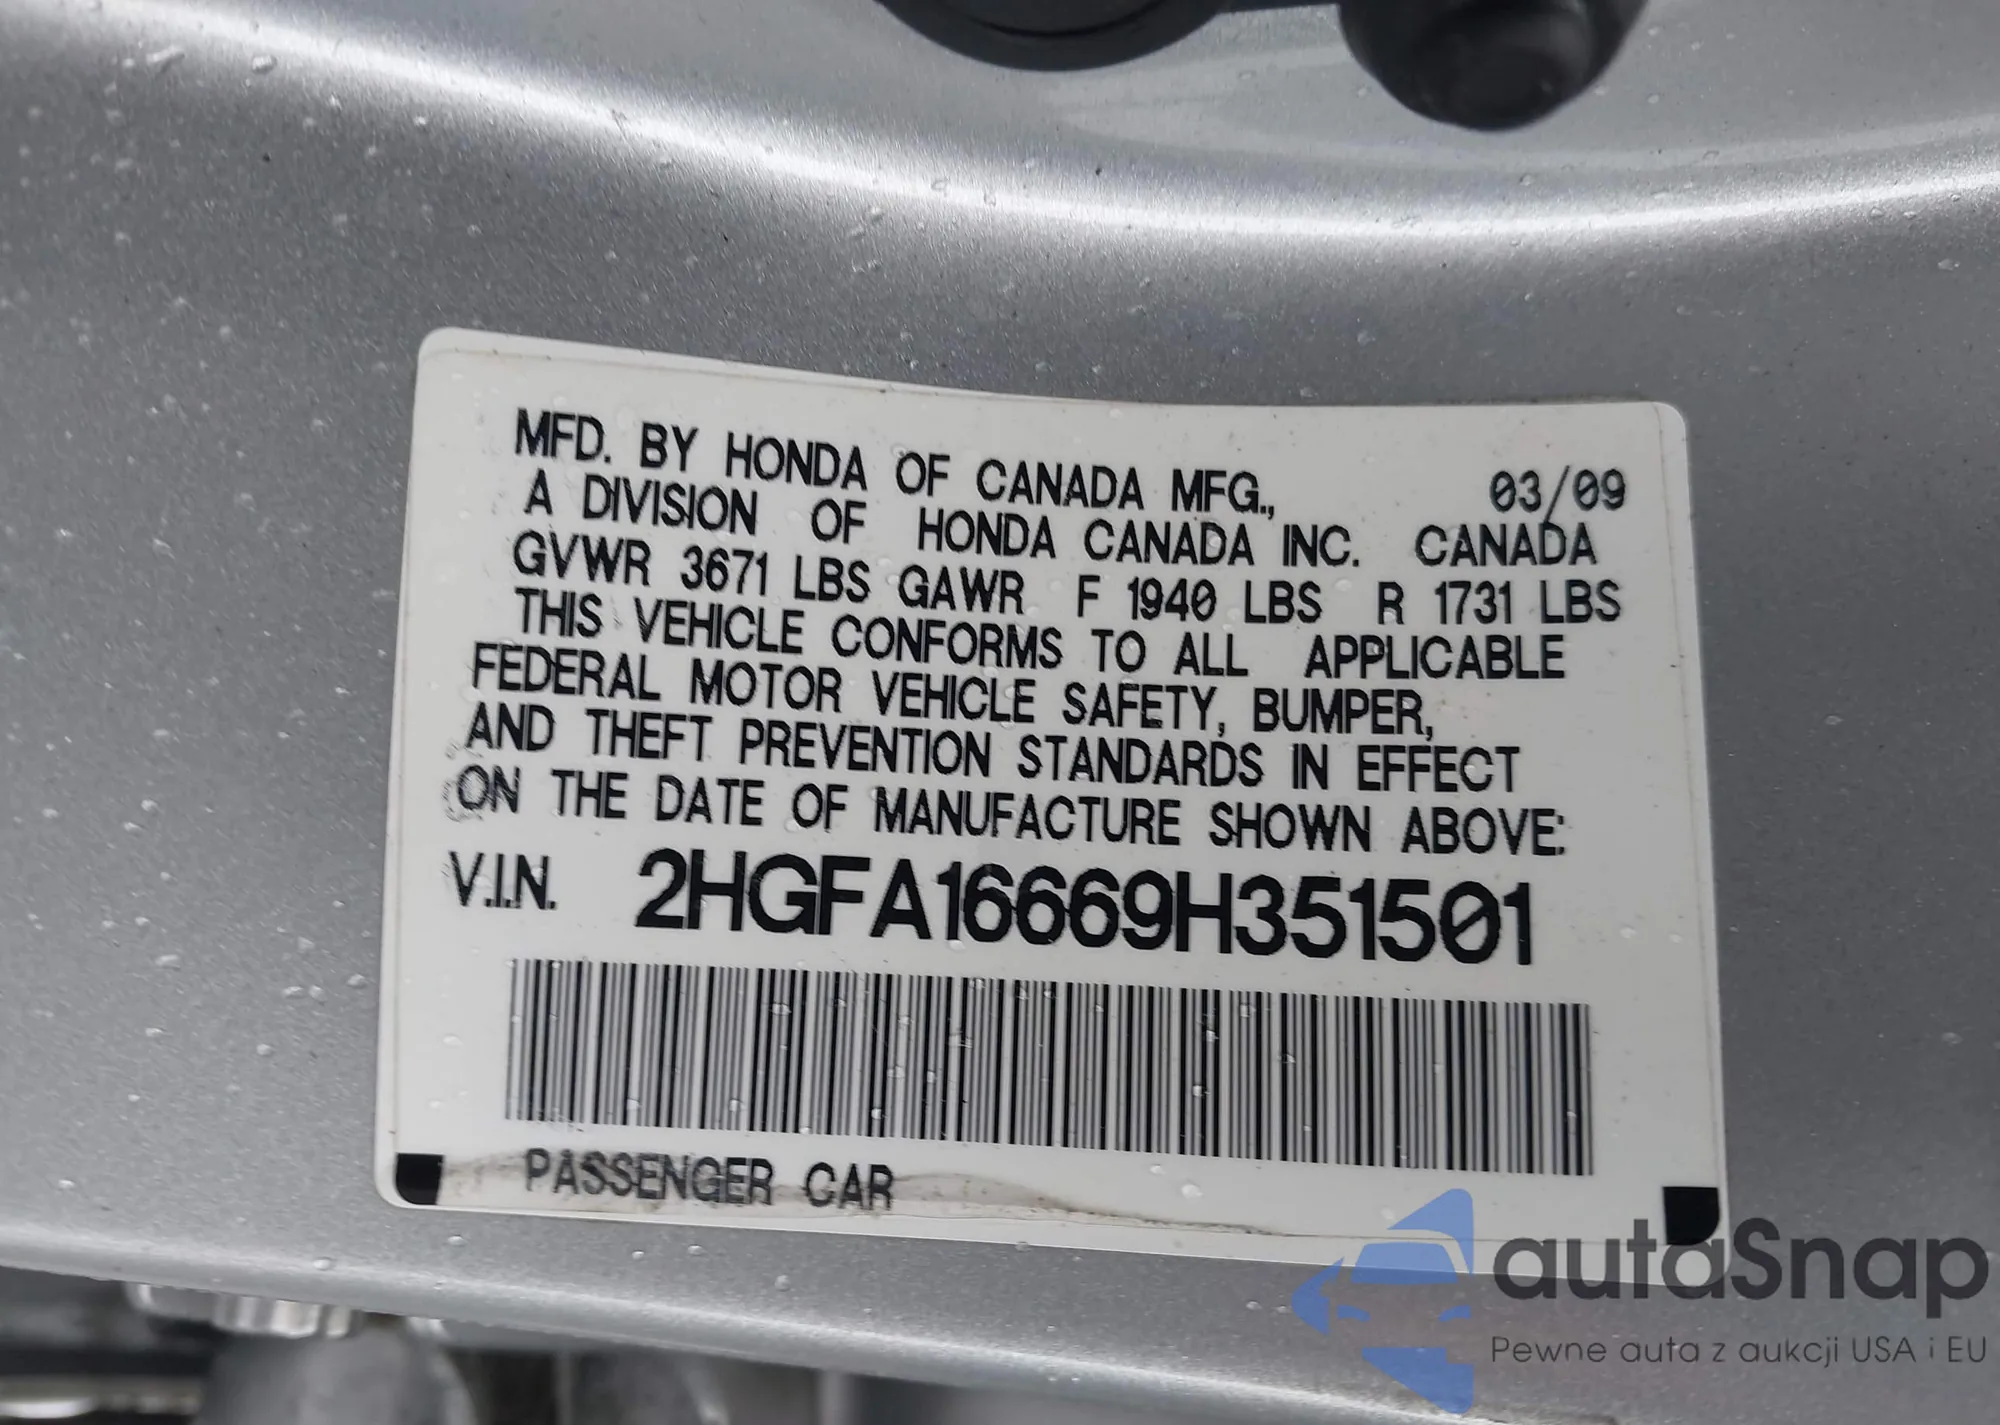 MFD. BY HONDA OF CANADA MFG., 03/09
A DIVISION OF HONDA CANADA INC. CANADA
GVWR 3671 LBS GAWR F 1940 LBS R 1731 LBS
THIS VEHICLE CONFORMS TO ALL APPLICABLE
FEDERAL MOTOR VEHICLE SAFETY, BUMPER,
AND THEFT PREVENTION STANDARDS IN EFFECT
ON THE DATE OF MANUFACTURE SHOWN ABOVE:
V.I.N. 2HGFA16669H351501
PASSENGER CAR
autaSnap
Pewne auta z aukcji USA i EU